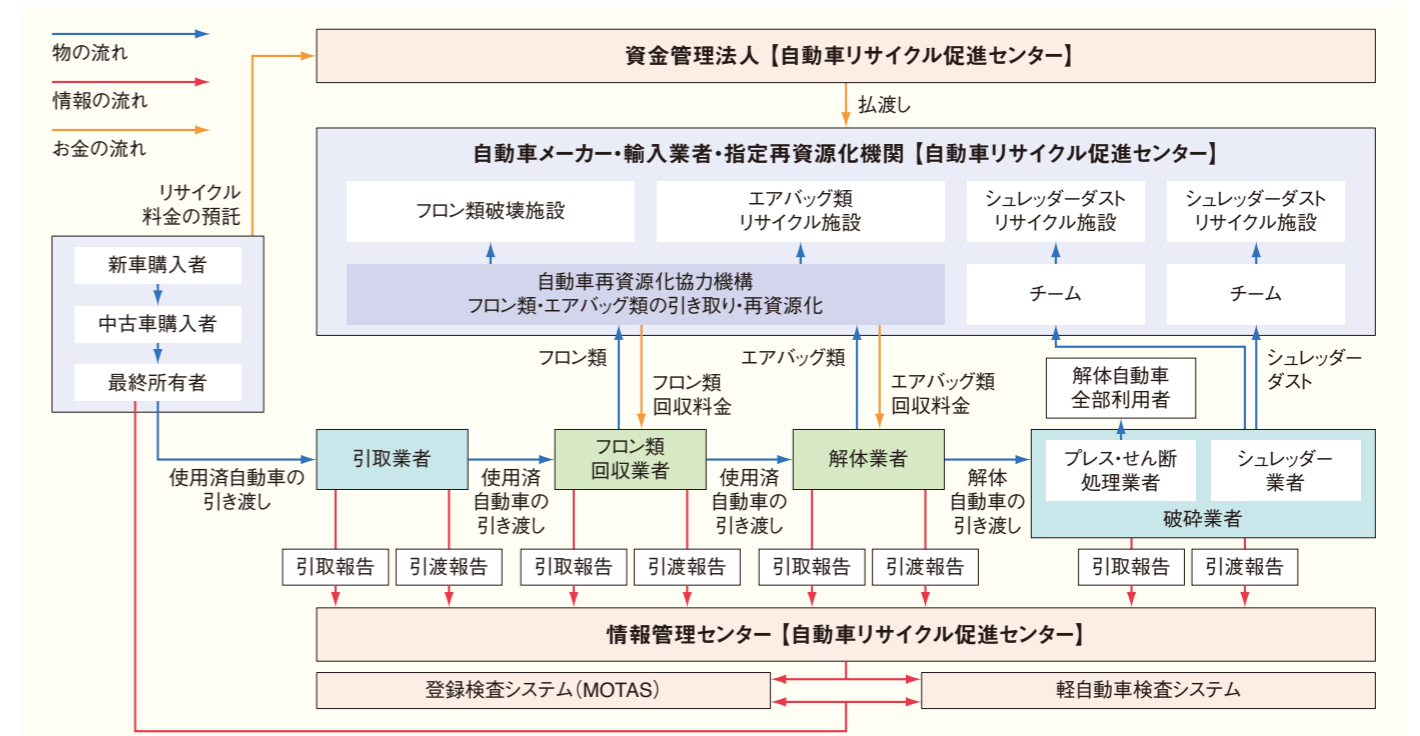 物の流れ
情報の流れ
お金の流れ
資金管理法人【自動車リサイクル促進センター】
払渡し
リサイクル
料金の預託
自動車メーカー・輸入業者・指定再資源化機関【自動車リサイクル促進センター】
フロン類破壊施設
エアバッグ類
リサイクル施設
シュレッダーダスト
リサイクル施設
シュレッダーダスト
リサイクル施設
自動車再資源化協力機構
フロン類・エアバッグ類の引き取り・再資源化
チーム
チーム
新車購入者
中古車購入者
最終所有者
フロン類
フロン類
回収料金
エアバッグ類
エアバッグ類
回収料金
解体自動車
全部利用者
シュレッダー
ダスト
使用済自動車の
引き渡し
引取業者
使用済
自動車の
引き渡し
フロン類
回収業者
使用済
自動車の
引き渡し
解体業者
解体
自動車の
引き渡し
プレス・せん断
処理業者
シュレッダー
業者
破砕業者
引取報告
引渡報告
引取報告
引渡報告
引取報告
引渡報告
引取報告
引渡報告
情報管理センター【自動車リサイクル促進センター】
登録検査システム(MOTAS)
軽自動車検査システム